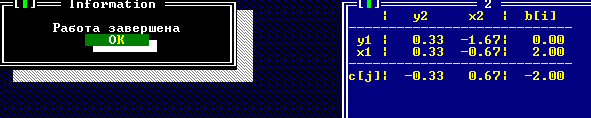 Information
Работа завершена
OK
2
y2 x2 b[i]
y1 0.33 -1.67 0.00
x1 0.33 -0.67 2.00
c[j] -0.33 0.67 -2.00